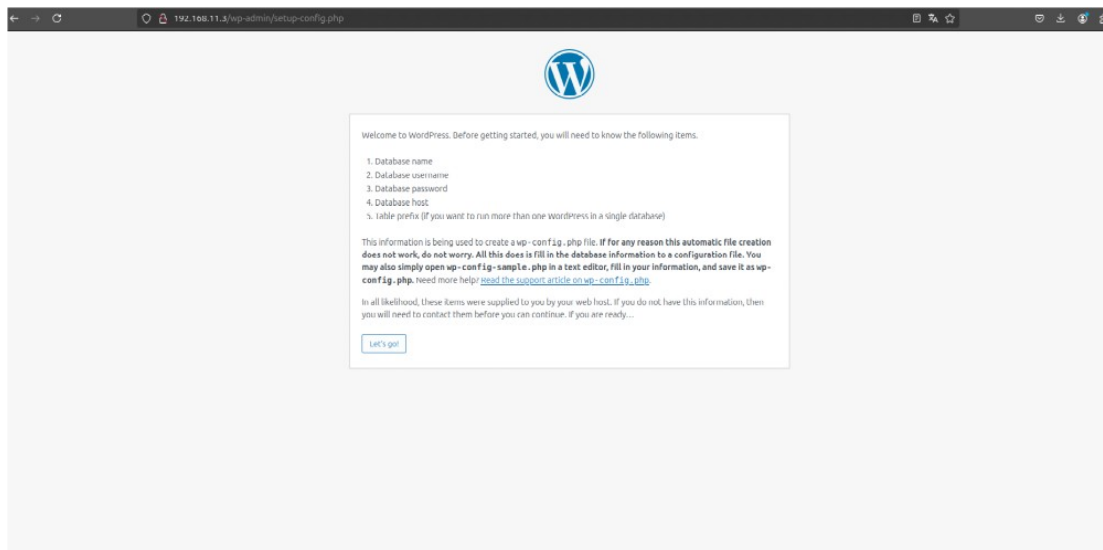 192.168.11.3/wp-admin/setup-config.php
Welcome to WordPress. Before getting started, you will need to know the following items.
1. Database name
2. Database username
3. Database password
4. Database host
5. Table prefix (if you want to run more than one WordPress in a single database)
This information is being used to create a wp-config.php file. If for any reason this automatic file creation
does not work, do not worry. All this does is fill in the database information to a configuration file. You
may also simply open wp-config-sample.php in a text editor, fill in your information, and save it as wp-
config.php. Need more help? Read the support article on wp-config.php.
In all likelihood, these items were supplied to you by your web host. If you do not have this information, then
you will need to contact them before you can continue. If you are ready…
Let's go!